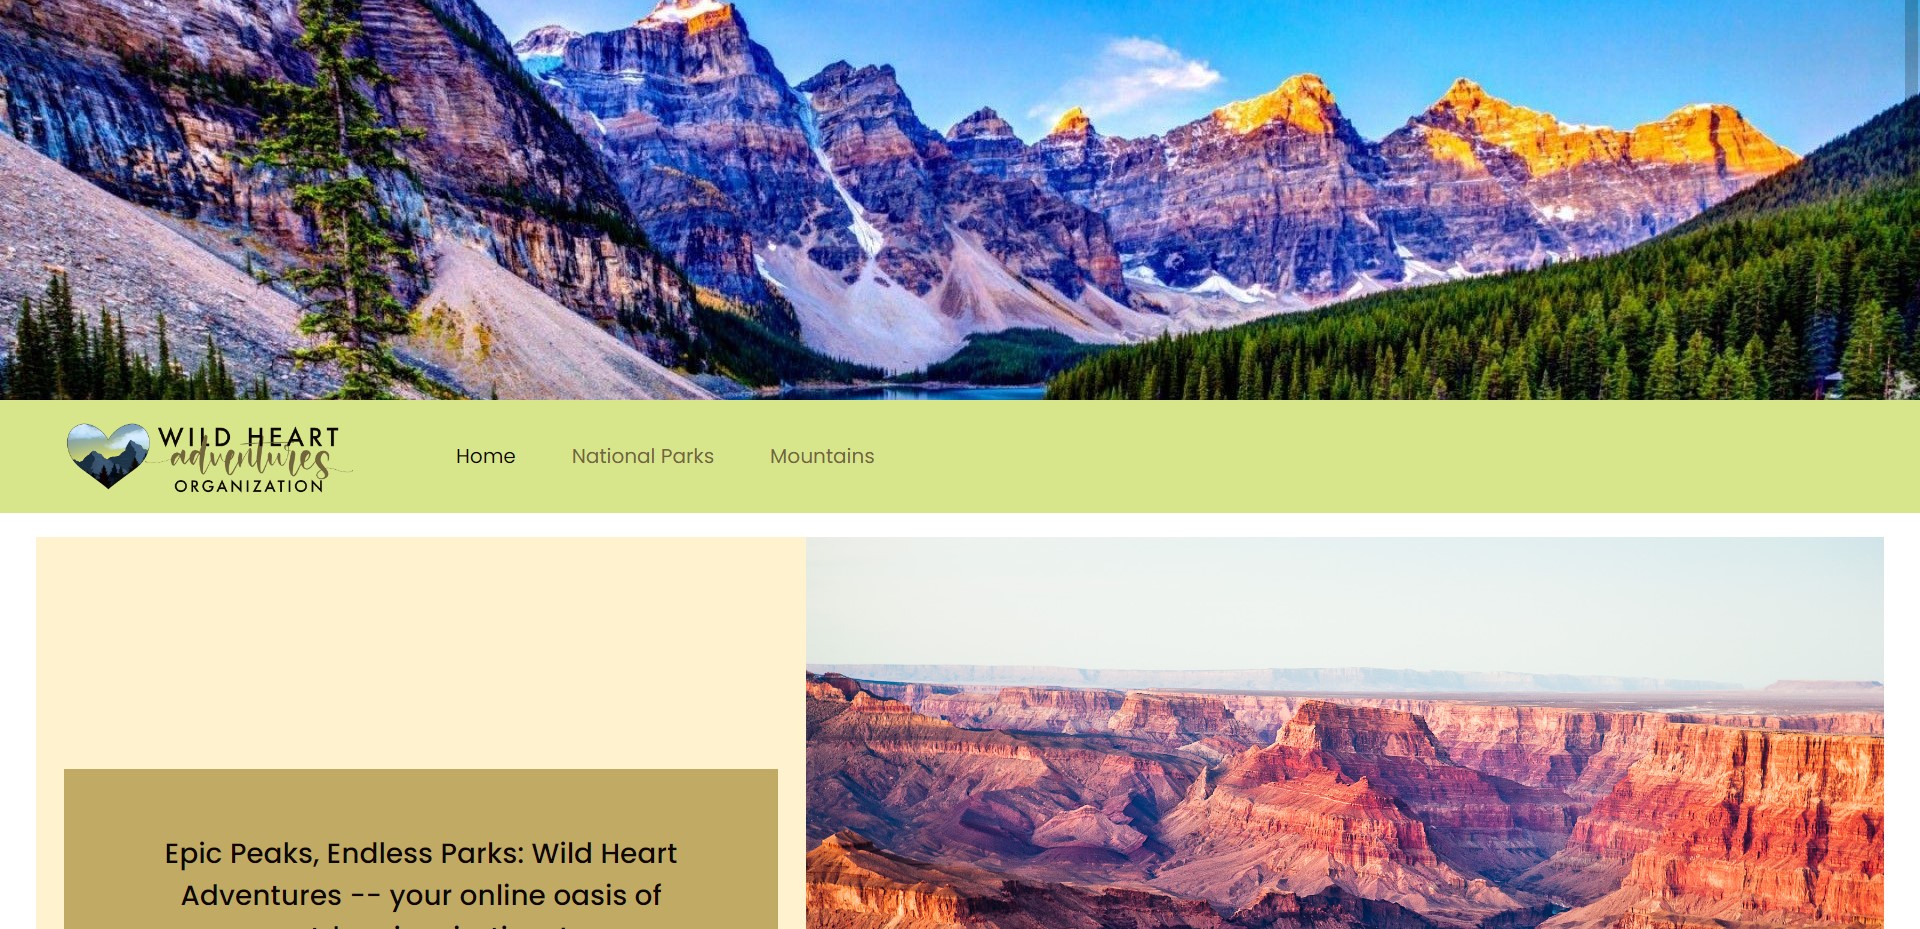 WILD HEART
adventures
ORGANIZATION
Home
National Parks
Mountains
Epic Peaks, Endless Parks: Wild Heart
Adventures -- your online oasis of